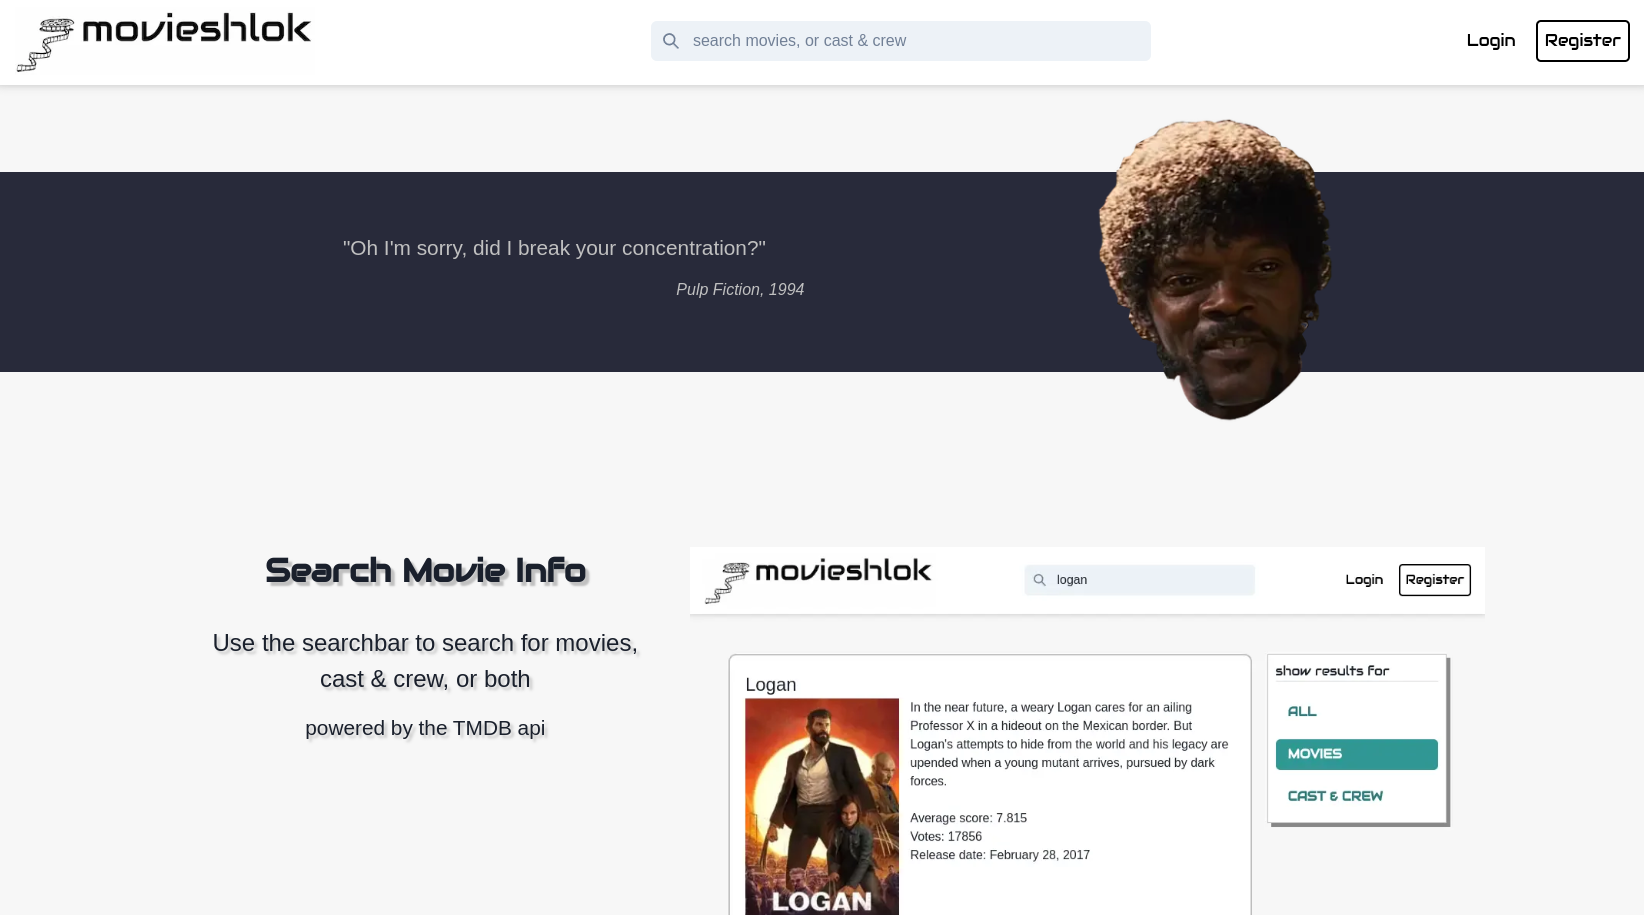 movieshlok
search movies, or cast & crew
Login
Register
"Oh I'm sorry, did I break your concentration?"
Pulp Fiction, 1994
Search Movie Info
Use the searchbar to search for movies,
cast & crew, or both
powered by the TMDB api
movieshlok
logan
Login
Register
Logan
In the near future, a weary Logan cares for an ailing
Professor X in a hideout on the Mexican border. But
Logan's attempts to hide from the world and his legacy are
upended when a young mutant arrives, pursued by dark
forces.
Average score: 7.815
Votes: 17856
Release date: February 28, 2017
LOGAN
show results for
ALL
MOVIES
CAST & CREW